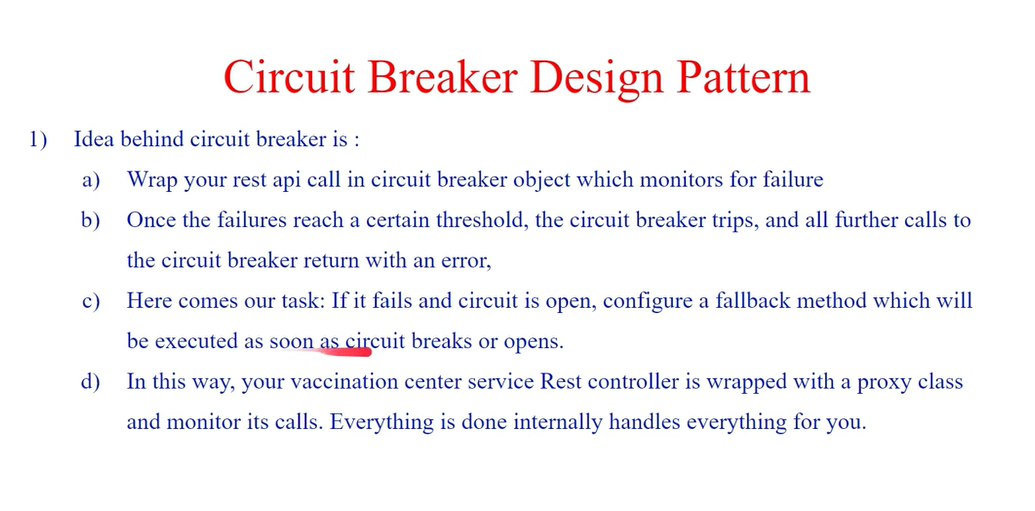 Circuit Breaker Design Pattern
1) Idea behind circuit breaker is :
a) Wrap your rest api call in circuit breaker object which monitors for failure
b) Once the failures reach a certain threshold, the circuit breaker trips, and all further calls to
the circuit breaker return with an error,
c) Here comes our task: If it fails and circuit is open, configure a fallback method which will
be executed as soon as circuit breaks or opens.
d) In this way, your vaccination center service Rest controller is wrapped with a proxy class
and monitor its calls. Everything is done internally handles everything for you.